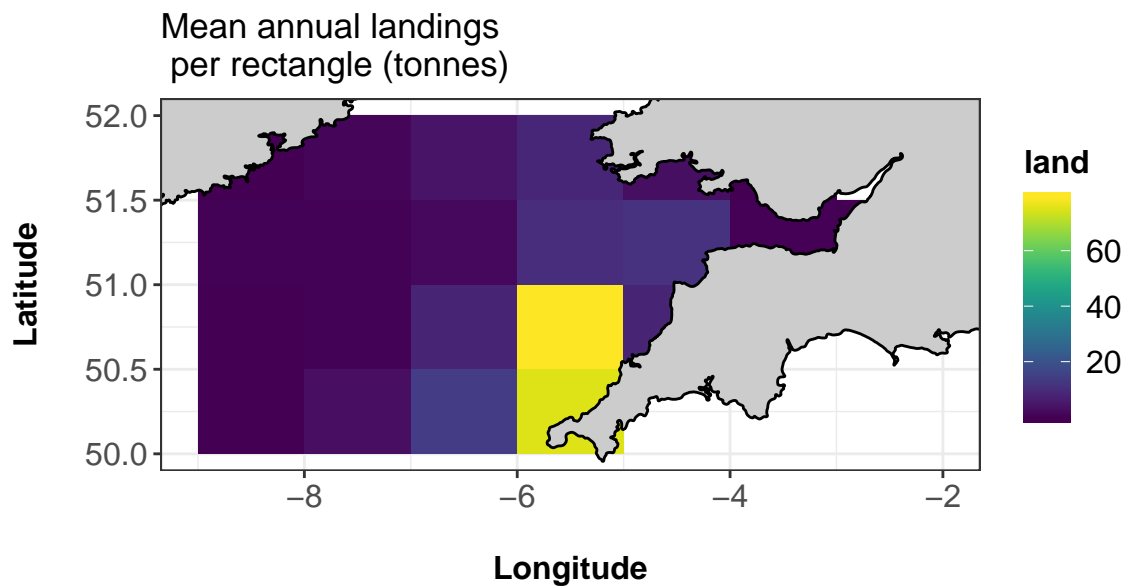 Mean annual landings
per rectangle (tonnes)
52.0
51.5
51.0
50.5
50.0
Latitude
−8
−6
−4
−2
Longitude
land
60
40
20